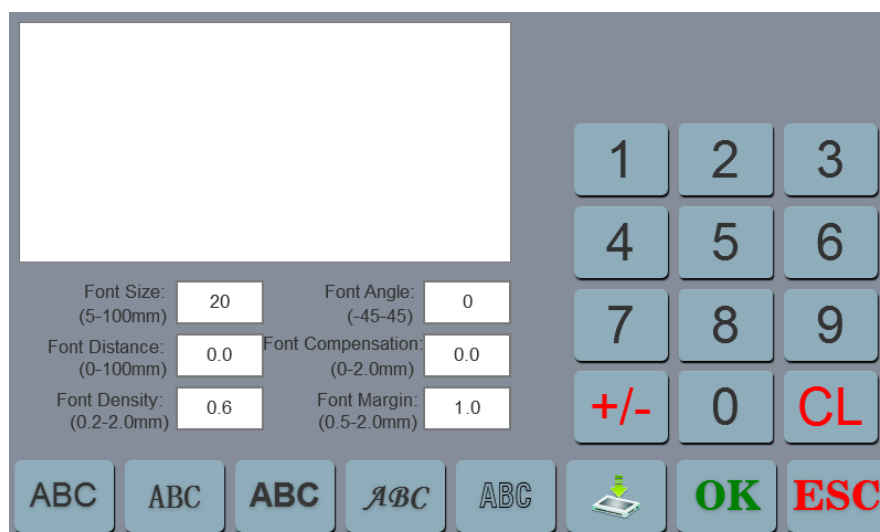 1 2 3
4 5 6
Font Size: 20 Font Angle: 0
(5-100mm) (-45-45)
7 8 9
Font Distance: 0.0 Font Compensation: 0.0
(0-100mm) (0-2.0mm)
Font Density: 0.6 Font Margin: 1.0
(0.2-2.0mm) (0.5-2.0mm)
+/- 0 CL
ABC ABC ABC ABC ABC OK ESC